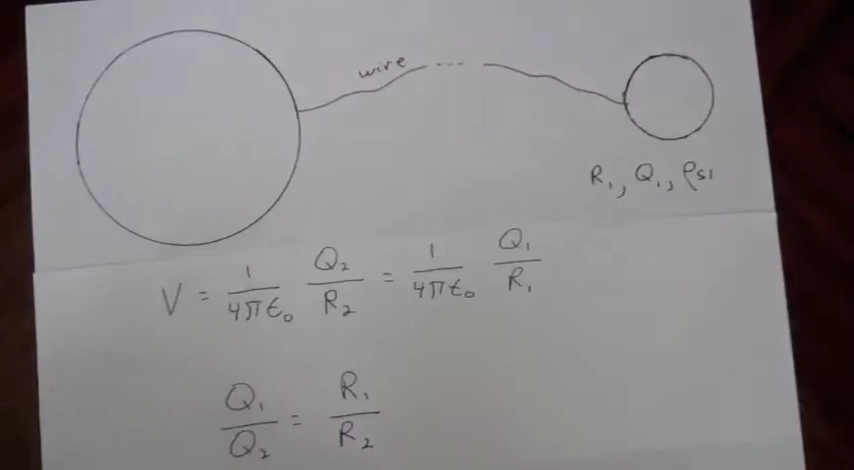 wire
R₁, Q₁, ρs1
V = 1/4πε₀ Q₂/R₂ = 1/4πε₀ Q₁/R₁
Q₁/Q₂ = R₁/R₂